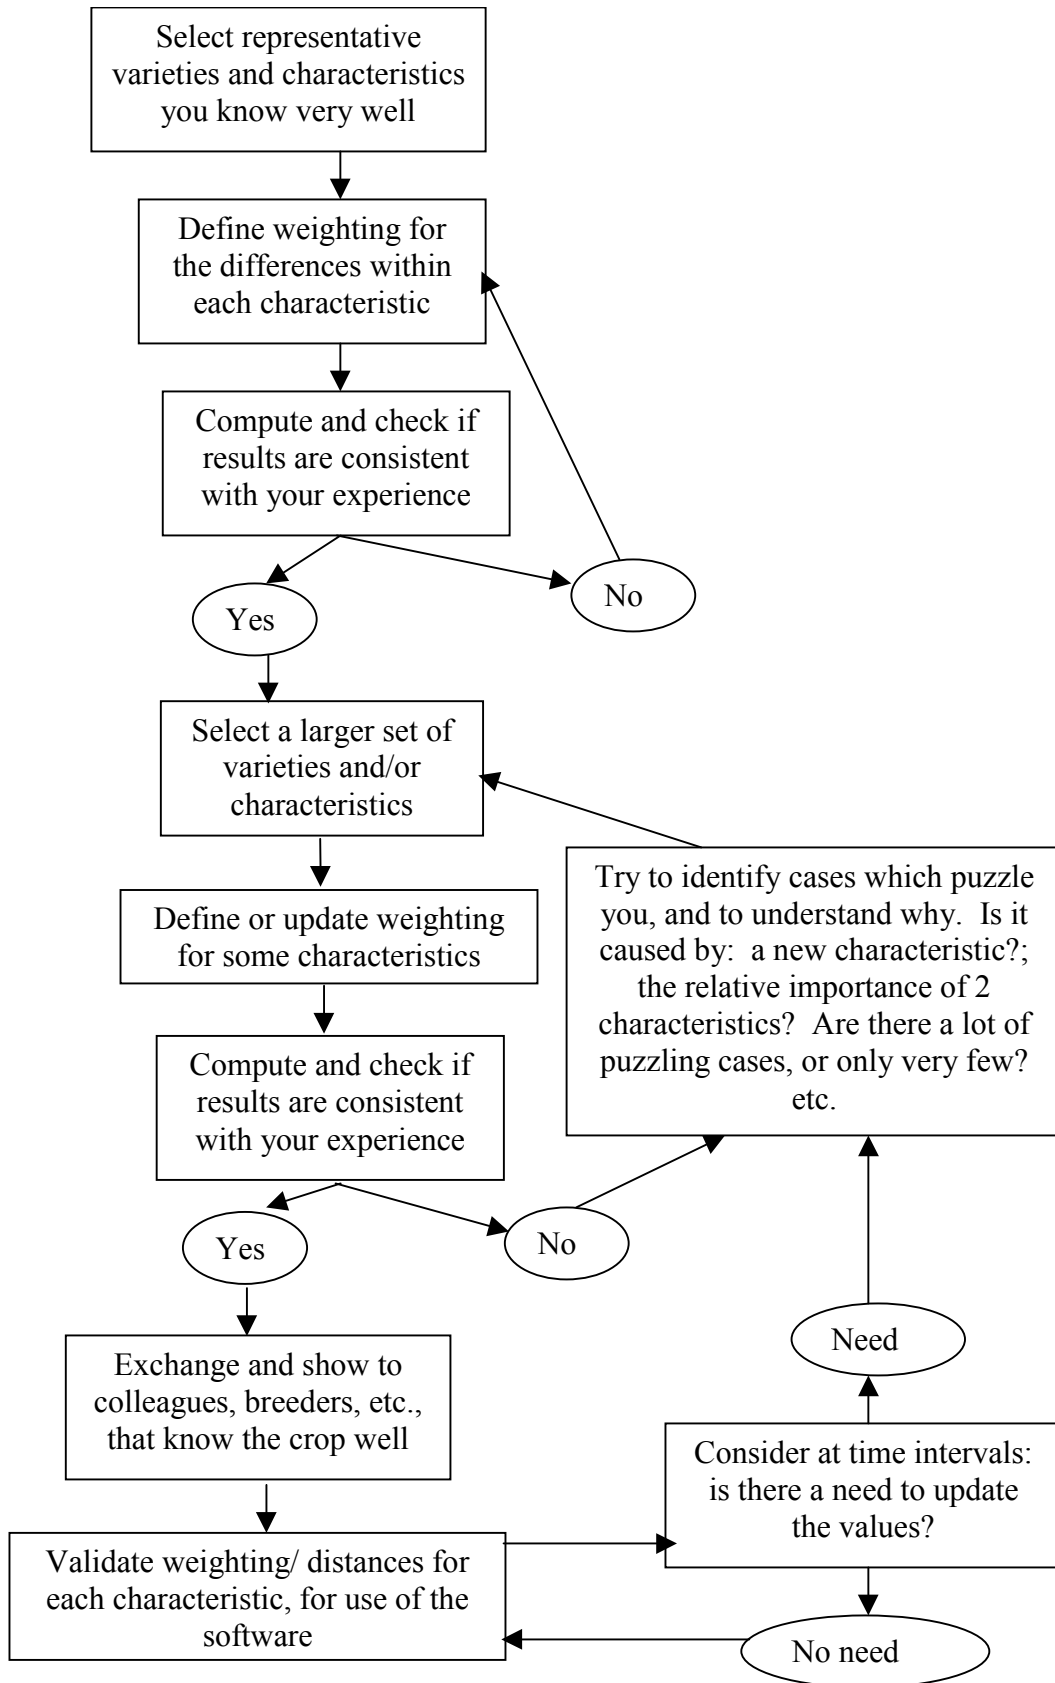 Select representative
varieties and characteristics
you know very well
Define weighting for
the differences within
each characteristic
Compute and check if
results are consistent
with your experience
No
Yes
Select a larger set of
varieties and/or
characteristics
Try to identify cases which puzzle
you, and to understand why.  Is it
caused by:  a new characteristic?;
the relative importance of 2
characteristics?  Are there a lot of
puzzling cases, or only very few?
etc.
Define or update weighting
for some characteristics
Compute and check if
results are consistent
with your experience
Yes
No
Need
Exchange and show to
colleagues, breeders, etc.,
that know the crop well
Consider at time intervals:
is there a need to update
the values?
Validate weighting/ distances for
each characteristic, for use of the
software
No need